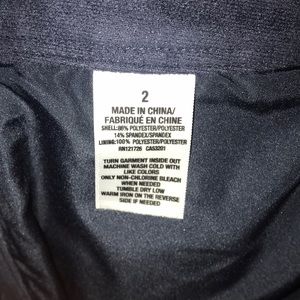 2
MADE IN CHINA/
FABRIQUÉ EN CHINE
SHELL:86% POLYESTER/POLYESTER
14% SPANDEX/SPANDEX
LINING:100% POLYESTER/POLYESTER
RN121726 CA53201
TURN GARMENT INSIDE OUT
MACHINE WASH COLD WITH
LIKE COLORS
ONLY NON-CHLORINE BLEACH
WHEN NEEDED
TUMBLE DRY LOW
WARM IRON ON THE REVERSE
SIDE IF NEEDED